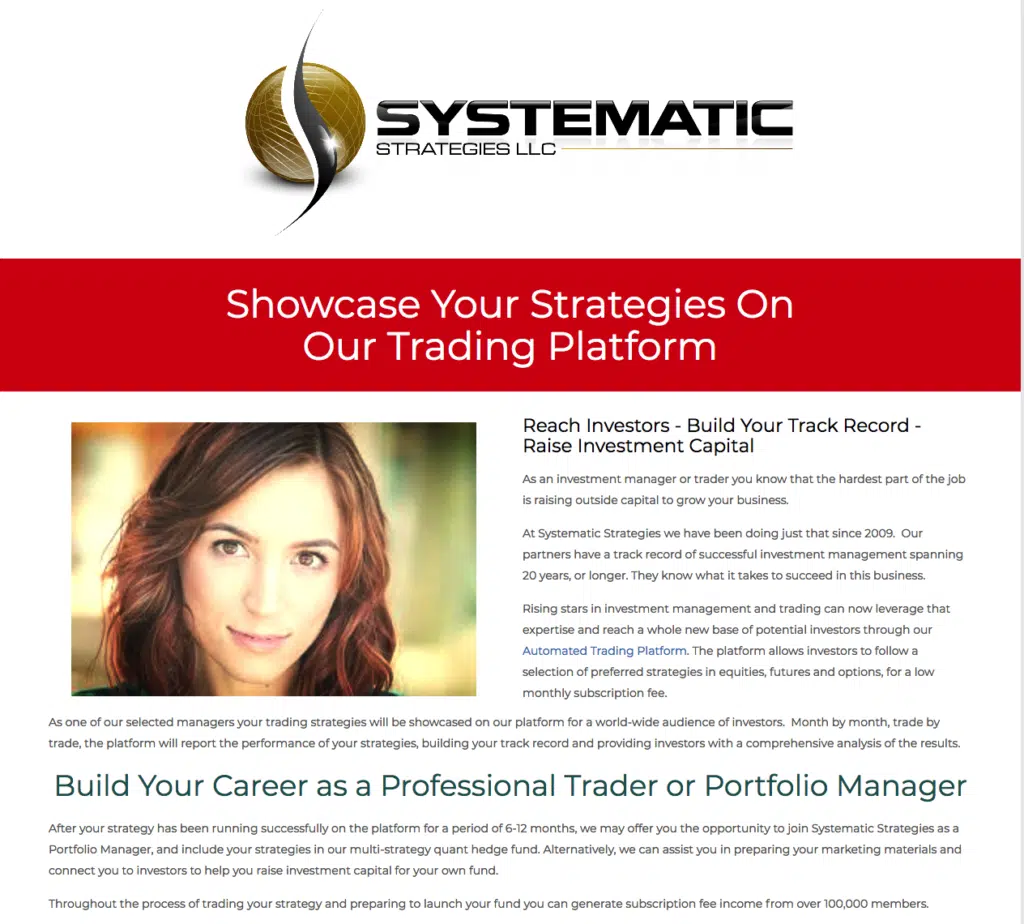 SYSTEMATIC
STRATEGIES LLC
Showcase Your Strategies On
Our Trading Platform
Reach Investors - Build Your Track Record -
Raise Investment Capital
As an investment manager or trader you know that the hardest part of the job
is raising outside capital to grow your business.
At Systematic Strategies we have been doing just that since 2009.  Our
partners have a track record of successful investment management spanning
20 years, or longer. They know what it takes to succeed in this business.
Rising stars in investment management and trading can now leverage that
expertise and reach a whole new base of potential investors through our
Automated Trading Platform. The platform allows investors to follow a
selection of preferred strategies in equities, futures and options, for a low
monthly subscription fee.
As one of our selected managers your trading strategies will be showcased on our platform for a world-wide audience of investors.  Month by month, trade by
trade, the platform will report the performance of your strategies, building your track record and providing investors with a comprehensive analysis of the results.
Build Your Career as a Professional Trader or Portfolio Manager
After your strategy has been running successfully on the platform for a period of 6-12 months, we may offer you the opportunity to join Systematic Strategies as a
Portfolio Manager, and include your strategies in our multi-strategy quant hedge fund. Alternatively, we can assist you in preparing your marketing materials and
connect you to investors to help you raise investment capital for your own fund.
Throughout the process of trading your strategy and preparing to launch your fund you can generate subscription fee income from over 100,000 members.